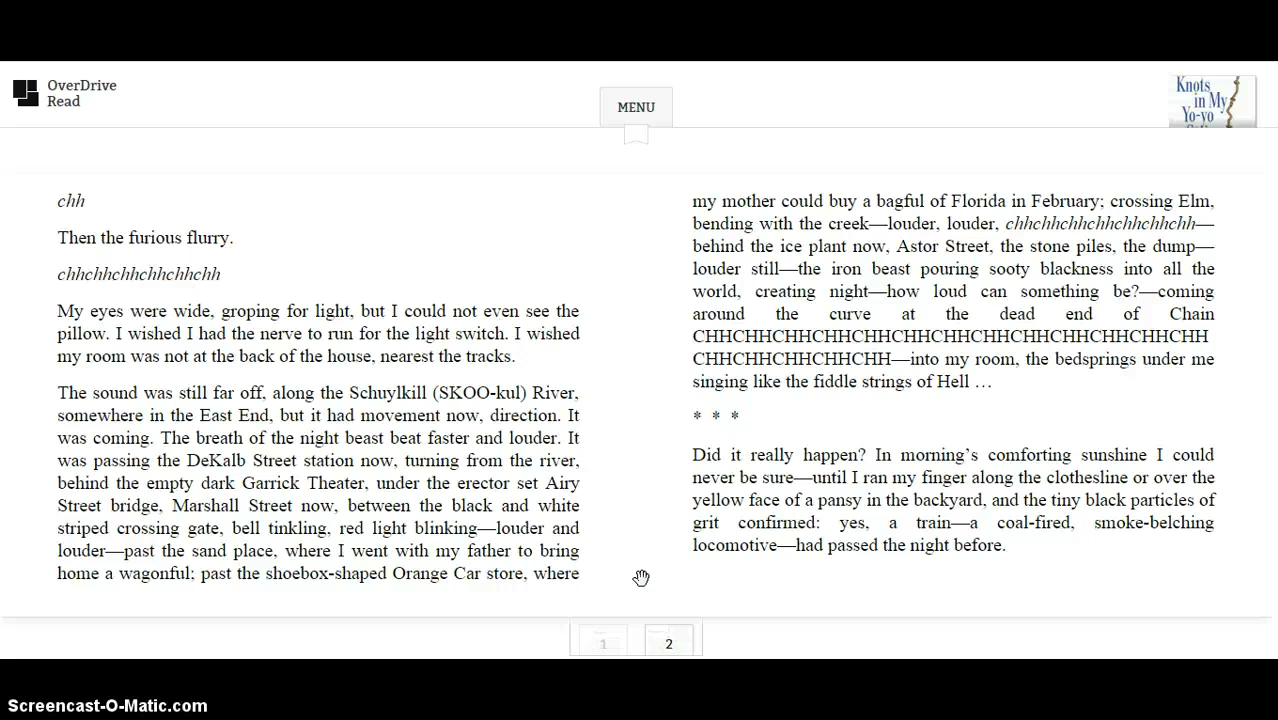 OverDrive
Read
MENU
Knots
in My
Yo-yo
chh
Then the furious flurry.
chhchhchhchhchhchhchh
My eyes were wide, groping for light, but I could not even see the
pillow. I wished I had the nerve to run for the light switch. I wished
my room was not at the back of the house, nearest the tracks.
The sound was still far off, along the Schuylkill (SKOO-kul) River,
somewhere in the East End, but it had movement now, direction. It
was coming. The breath of the night beast beat faster and louder. It
was passing the DeKalb Street station now, turning from the river,
behind the empty dark Garrick Theater, under the erector set Airy
Street bridge, Marshall Street now, between the black and white
striped crossing gate, bell tinkling, red light blinking—louder and
louder—past the sand place, where I went with my father to bring
home a wagonful; past the shoebox-shaped Orange Car store, where
my mother could buy a bagful of Florida in February; crossing Elm,
bending with the creek—louder, louder, chhchhchhchhchhchhchhchh—
behind the ice plant now, Astor Street, the stone piles, the dump—
louder still—the iron beast pouring sooty blackness into all the
world, creating night—how loud can something be?—coming
around the curve at the dead end of Chain
CHHCHHCHHCHHCHHCHHCHHCHHCHHCHHCHHCHHCHH
CHHCHHCHHCHHCHH—into my room, the bedsprings under me
singing like the fiddle strings of Hell …
* * *
Did it really happen? In morning's comforting sunshine I could
never be sure—until I ran my finger along the clothesline or over the
yellow face of a pansy in the backyard, and the tiny black particles of
grit confirmed: yes, a train—a coal-fired, smoke-belching
locomotive—had passed the night before.
1
2
Screencast-O-Matic.com